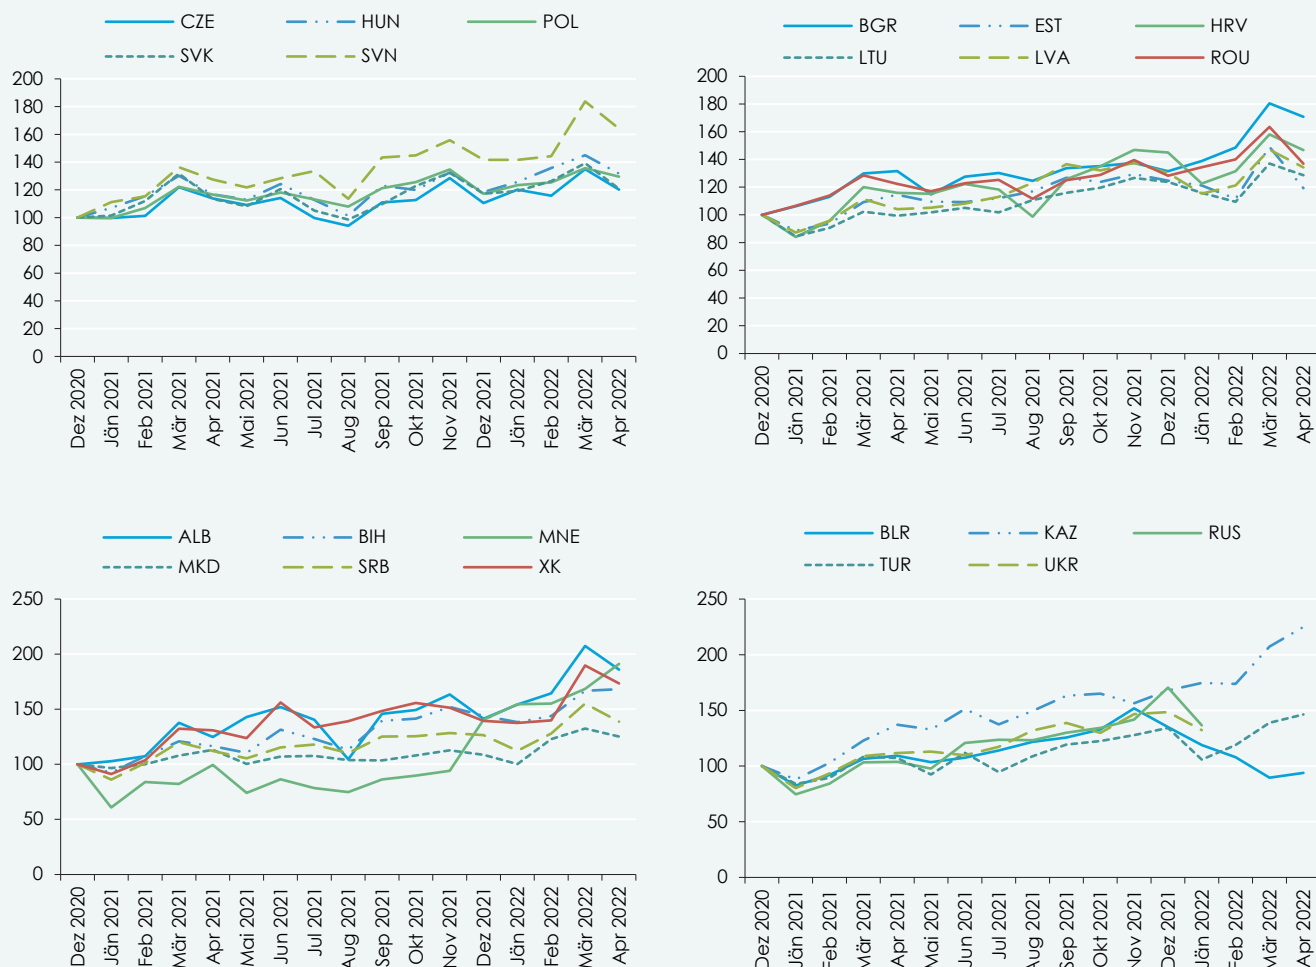 CZE HUN POL
SVK SVN
200
180
160
140
120
100
80
60
40
20
0
Dez 2020
Jän 2021
Feb 2021
Mär 2021
Apr 2021
Mai 2021
Jun 2021
Jul 2021
Aug 2021
Sep 2021
Okt 2021
Nov 2021
Dez 2021
Jän 2022
Feb 2022
Mär 2022
Apr 2022
BGR EST HRV
LTU LVA ROU
200
180
160
140
120
100
80
60
40
20
0
Dez 2020
Jän 2021
Feb 2021
Mär 2021
Apr 2021
Mai 2021
Jun 2021
Jul 2021
Aug 2021
Sep 2021
Okt 2021
Nov 2021
Dez 2021
Jän 2022
Feb 2022
Mär 2022
Apr 2022
ALB BIH MNE
MKD SRB XK
250
200
150
100
50
0
Dez 2020
Jän 2021
Feb 2021
Mär 2021
Apr 2021
Mai 2021
Jun 2021
Jul 2021
Aug 2021
Sep 2021
Okt 2021
Nov 2021
Dez 2021
Jän 2022
Feb 2022
Mär 2022
Apr 2022
BLR KAZ RUS
TUR UKR
250
200
150
100
50
0
Dez 2020
Jän 2021
Feb 2021
Mär 2021
Apr 2021
Mai 2021
Jun 2021
Jul 2021
Aug 2021
Sep 2021
Okt 2021
Nov 2021
Dez 2021
Jän 2022
Feb 2022
Mär 2022
Apr 2022